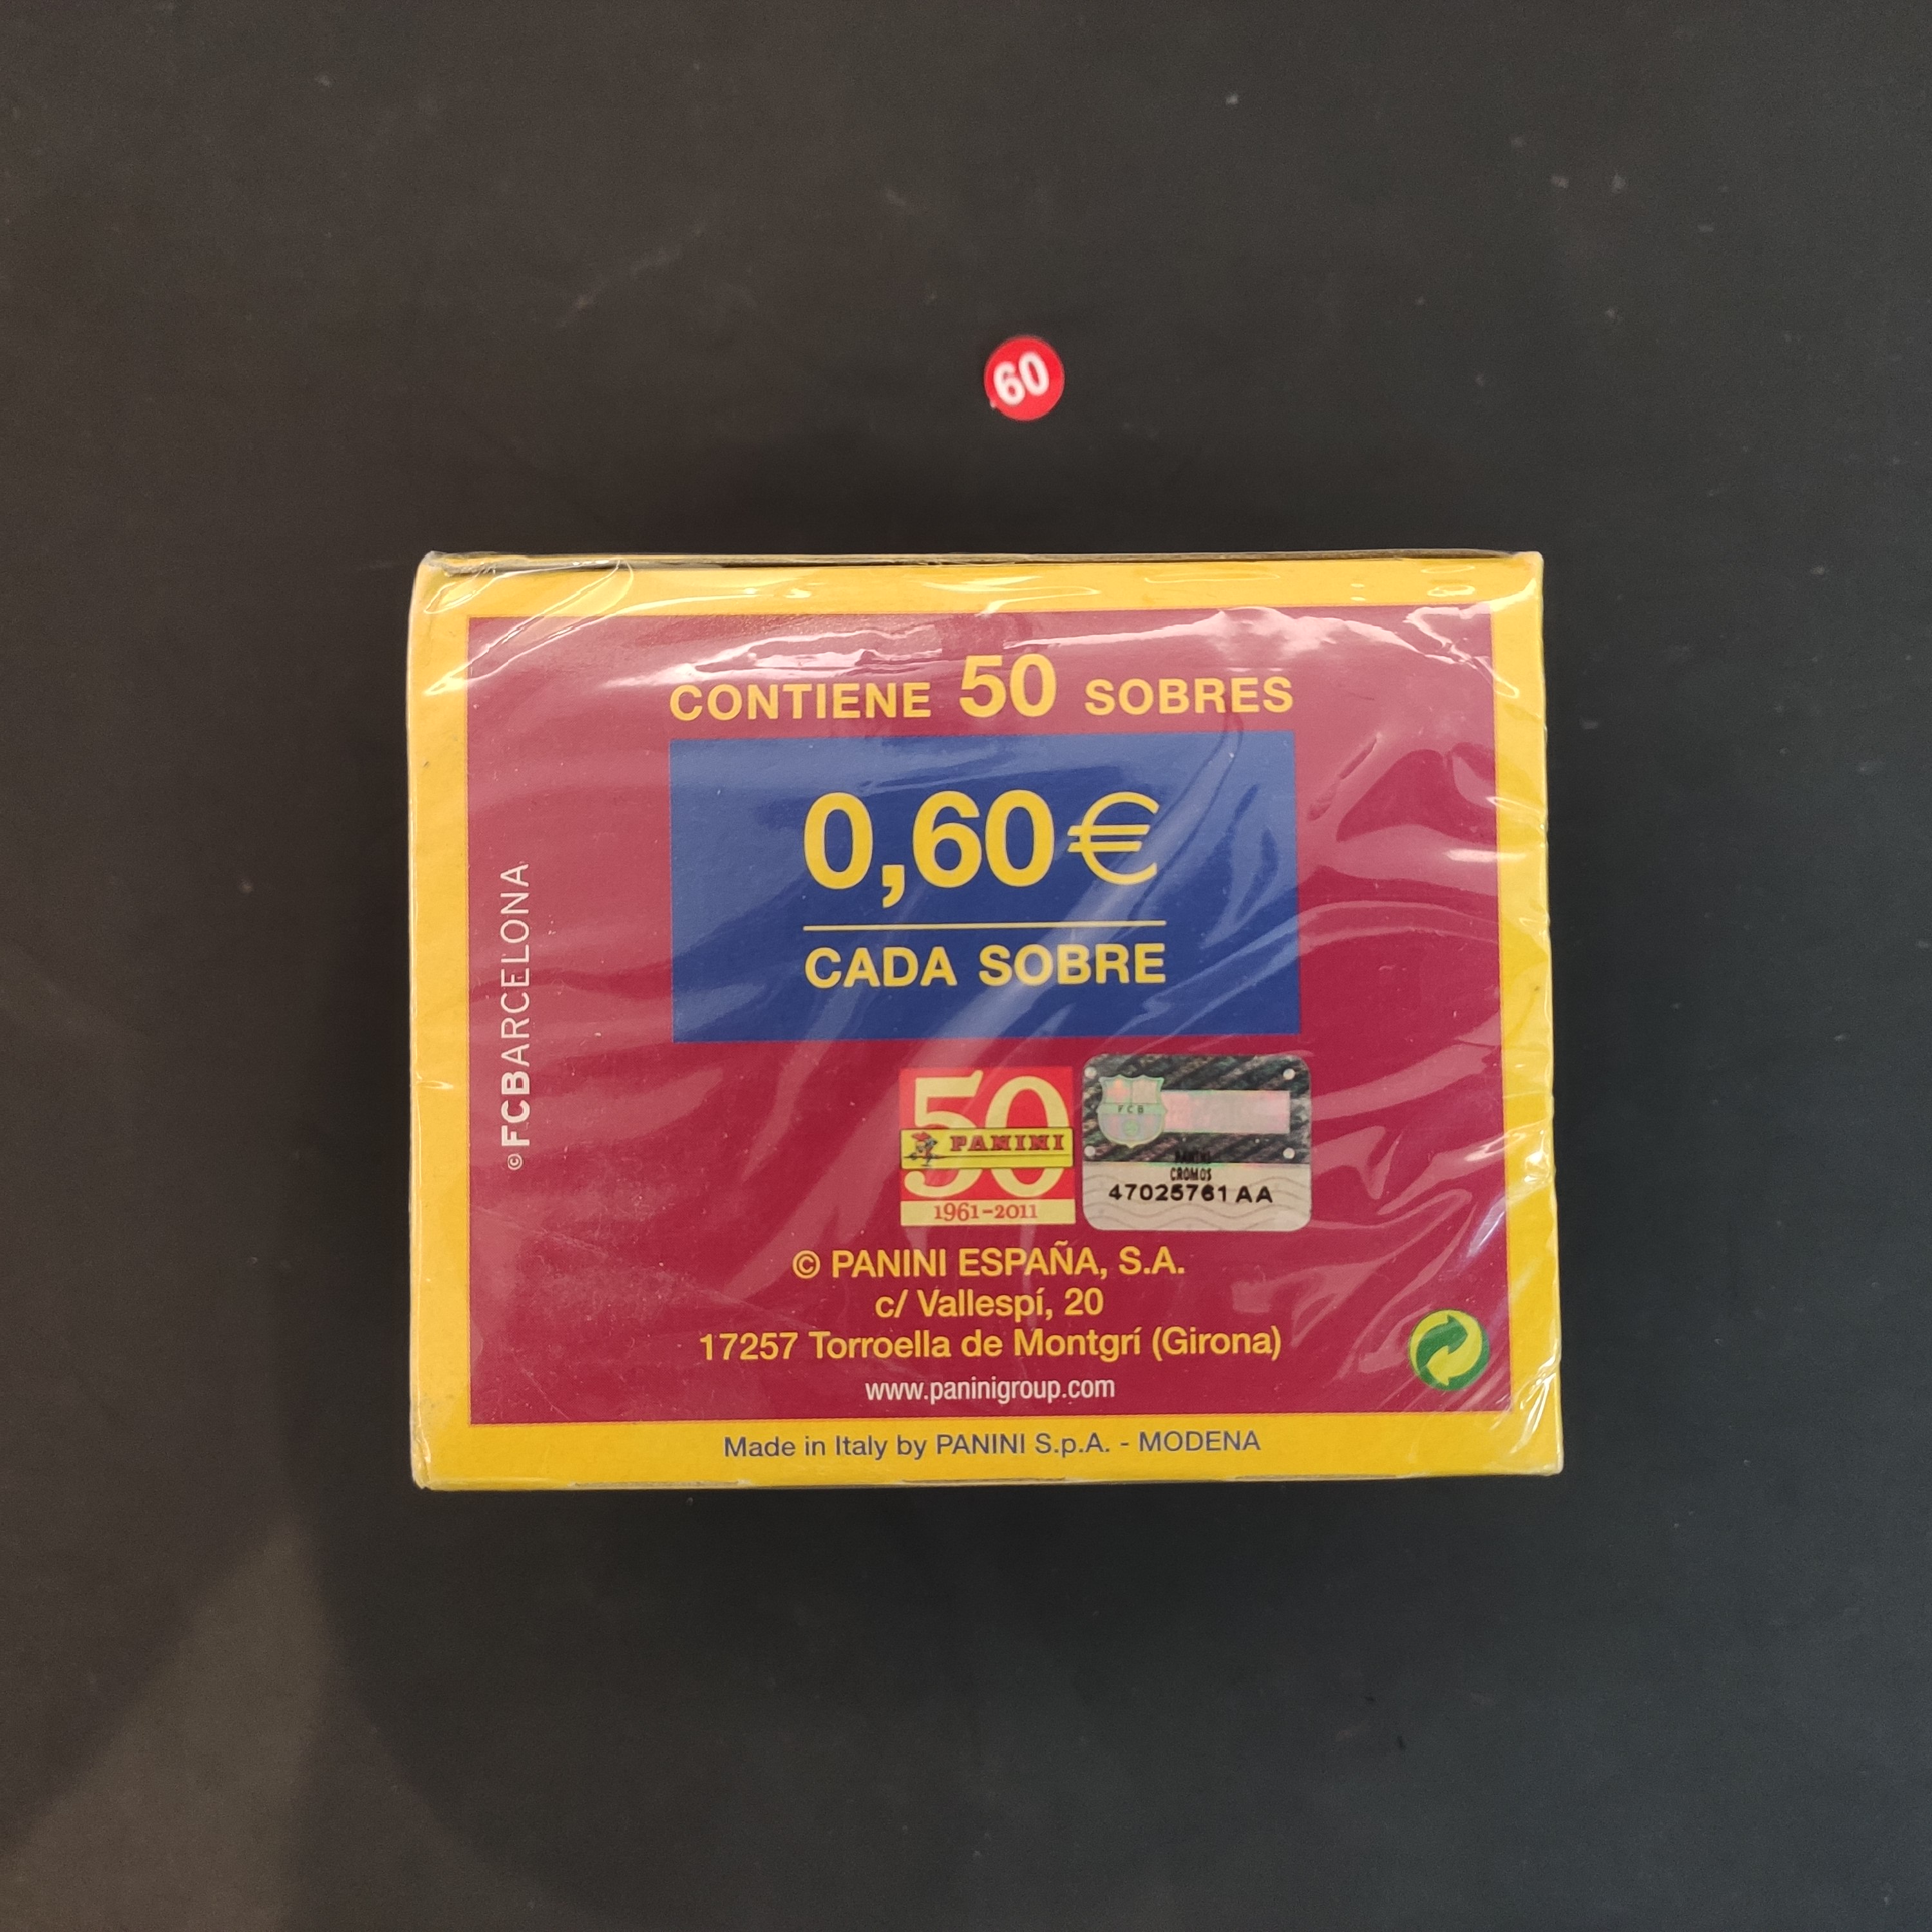 60
CONTIENE 50 SOBRES
0,60€
CADA SOBRE
© FCBARCELONA
50
PANINI
1961-2011
FCB
PANINI
CROMOS
47025761AA
© PANINI ESPAÑA, S.A.
c/ Vallespí, 20
17257 Torroella de Montgrí (Girona)
www.paninigroup.com
Made in Italy by PANINI S.p.A. - MODENA